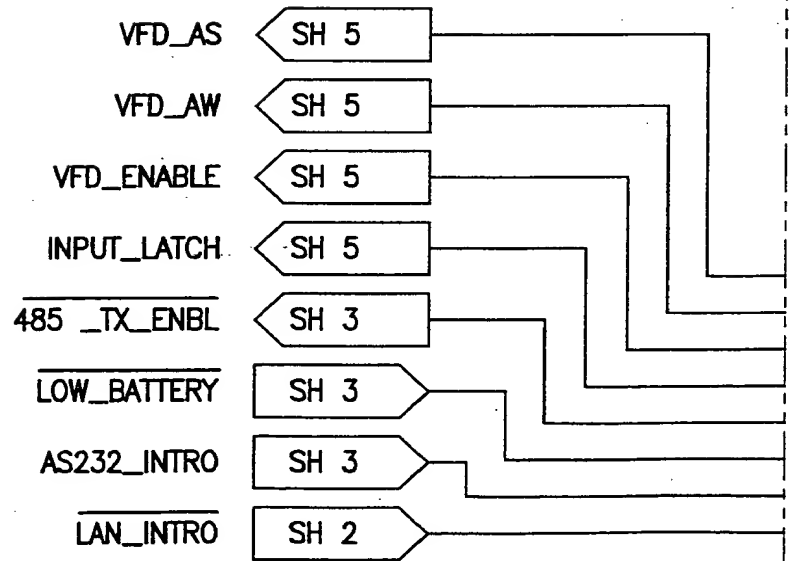 VFD_AS SH 5
VFD_AW SH 5
VFD_ENABLE SH 5
INPUT_LATCH SH 5
485 _TX_ENBL SH 3
LOW_BATTERY SH 3
AS232_INTRO SH 3
LAN_INTRO SH 2